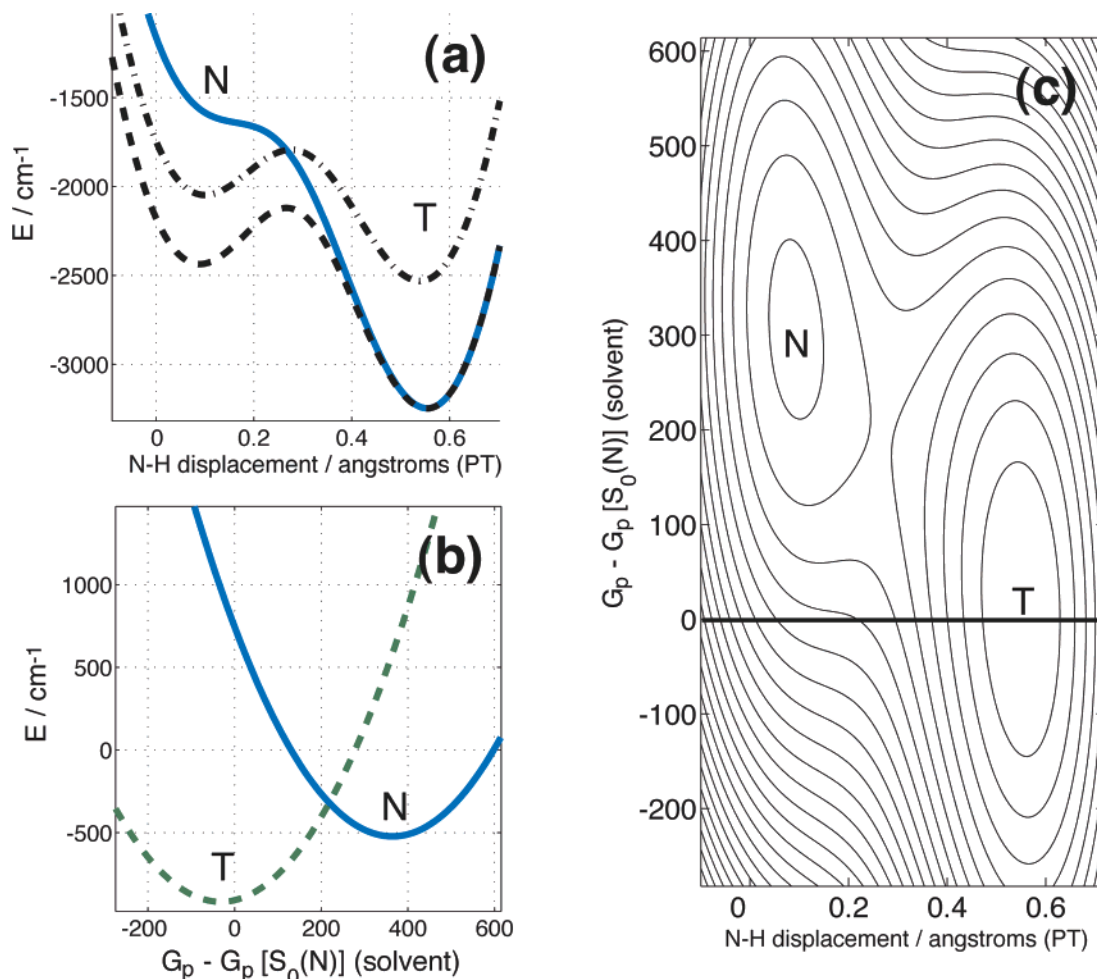 (a)
N
T
-1500
-2000
-2500
-3000
E / cm-1
0
0.2
0.4
0.6
N-H displacement / angstroms (PT)
(b)
N
T
1000
500
0
-500
E / cm-1
-200
0
200
400
600
Gp - Gp [S0(N)] (solvent)
(c)
N
T
600
500
400
300
200
100
0
-100
-200
Gp - Gp [S0(N)] (solvent)
0
0.2
0.4
0.6
N-H displacement / angstroms (PT)